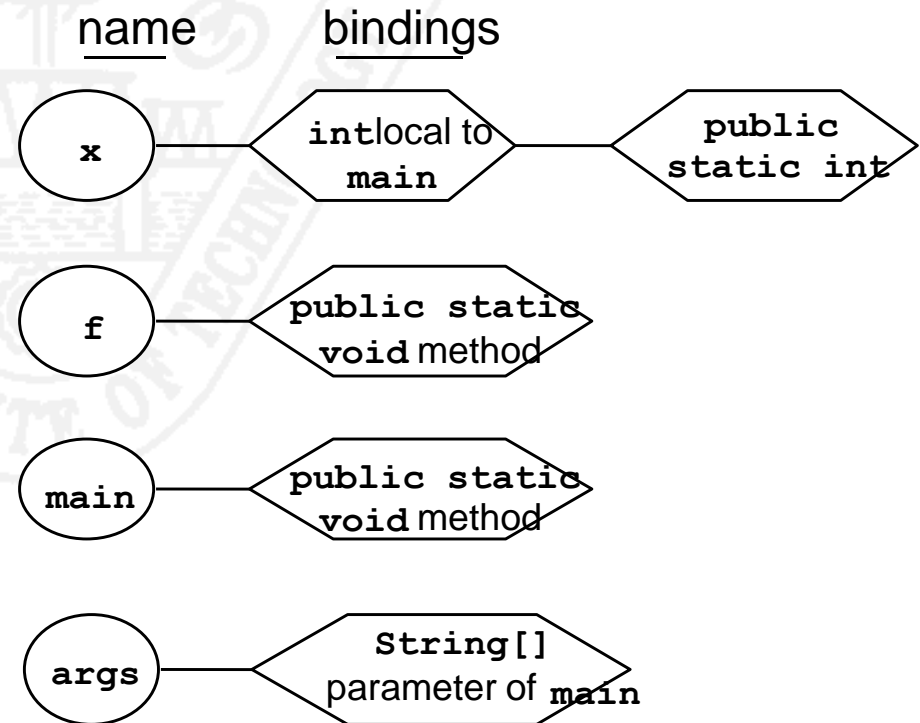 name bindings
x intlocal to public
main static int
f public static
void method
main public static
void method
args String[]
parameter of main